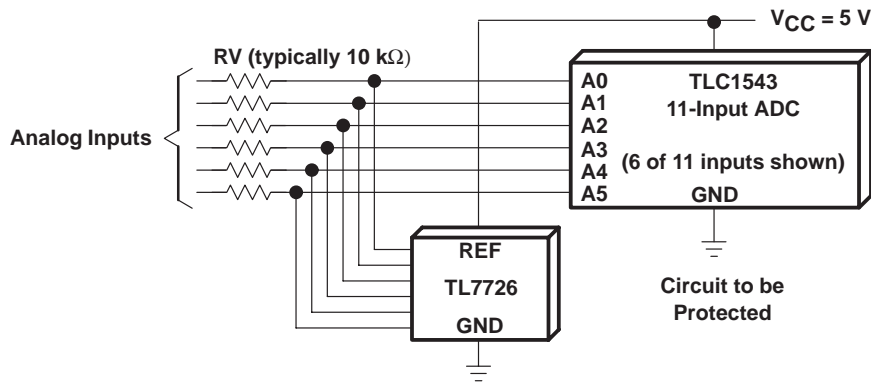 V_CC = 5 V
RV (typically 10 kΩ)
Analog Inputs
A0
A1
A2
A3
A4
A5
TLC1543
11-Input ADC
(6 of 11 inputs shown)
GND
REF
TL7726
GND
Circuit to be
Protected